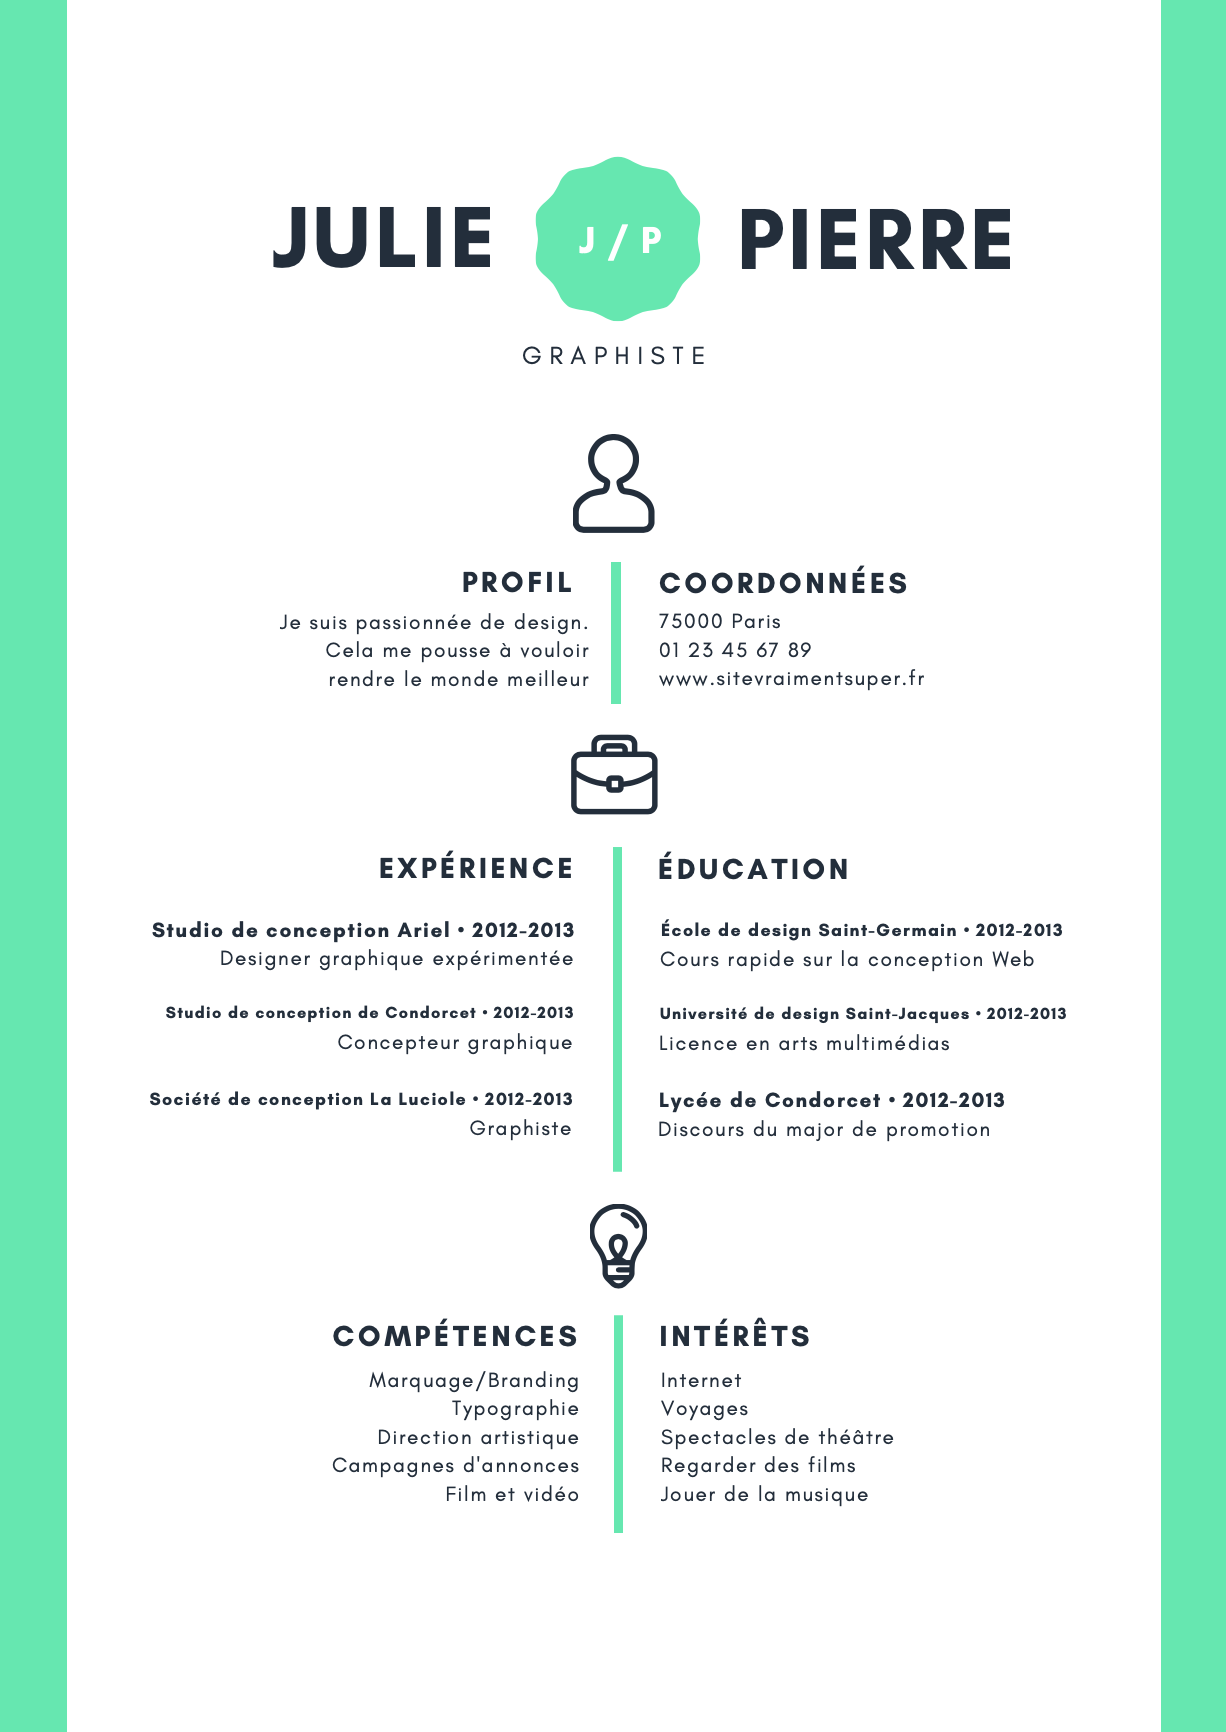 JULIE
J / P
PIERRE
GRAPHISTE
PROFIL
Je suis passionnée de design.
Cela me pousse à vouloir
rendre le monde meilleur
COORDONNÉES
75000 Paris
01 23 45 67 89
www.sitevraimentsuper.fr
EXPÉRIENCE
Studio de conception Ariel • 2012-2013
Designer graphique expérimentée
Studio de conception de Condorcet • 2012-2013
Concepteur graphique
Société de conception La Luciole • 2012-2013
Graphiste
ÉDUCATION
École de design Saint-Germain • 2012-2013
Cours rapide sur la conception Web
Université de design Saint-Jacques • 2012-2013
Licence en arts multimédias
Lycée de Condorcet • 2012-2013
Discours du major de promotion
COMPÉTENCES
Marquage/Branding
Typographie
Direction artistique
Campagnes d'annonces
Film et vidéo
INTÉRÊTS
Internet
Voyages
Spectacles de théâtre
Regarder des films
Jouer de la musique